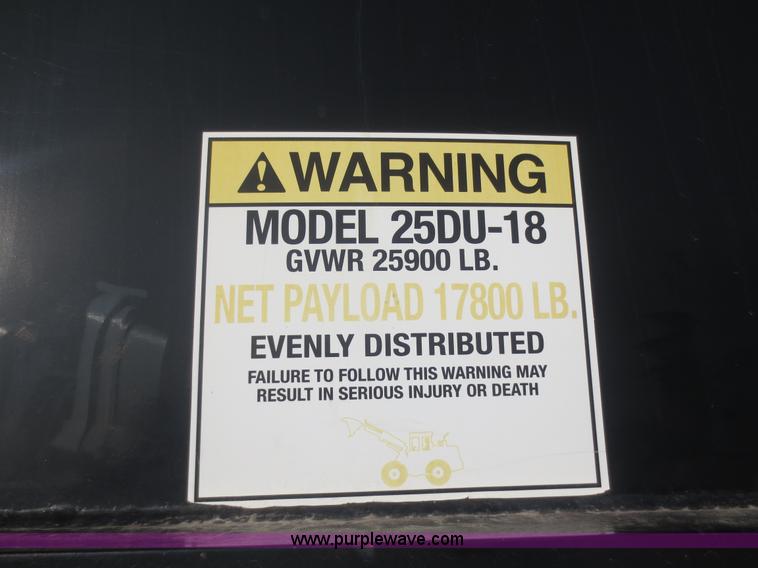 WARNING
MODEL 25DU-18
GVWR 25900 LB.
NET PAYLOAD 17800 LB.
EVENLY DISTRIBUTED
FAILURE TO FOLLOW THIS WARNING MAY
RESULT IN SERIOUS INJURY OR DEATH
www.purplewave.com